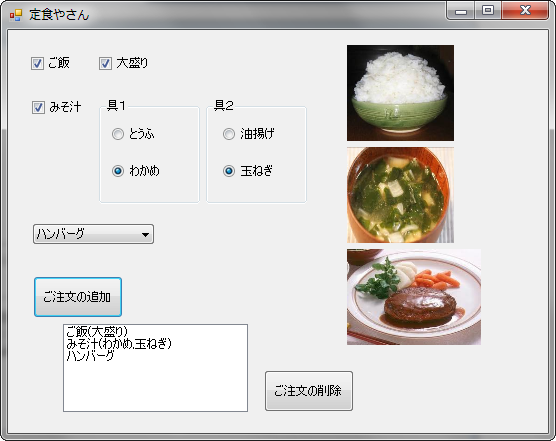 定食やさん
ご飯 大盛り
みそ汁 具１ 具２
とうふ 油揚げ
わかめ 玉ねぎ
ハンバーグ
ご注文の追加
ご飯(大盛り)
みそ汁(わかめ,玉ねぎ)
ハンバーグ
ご注文の削除